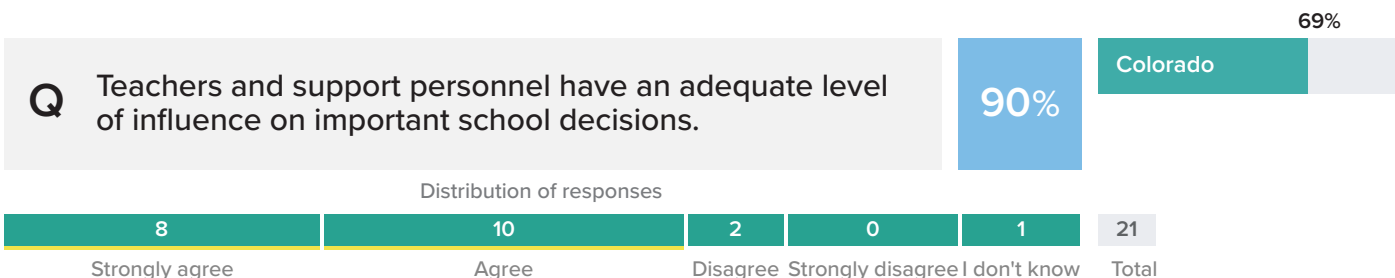 69%
Colorado
Q
Teachers and support personnel have an adequate level
of influence on important school decisions.
90%
Distribution of responses
8 10 2 0 1 21
Strongly agree Agree Disagree Strongly disagree I don't know Total